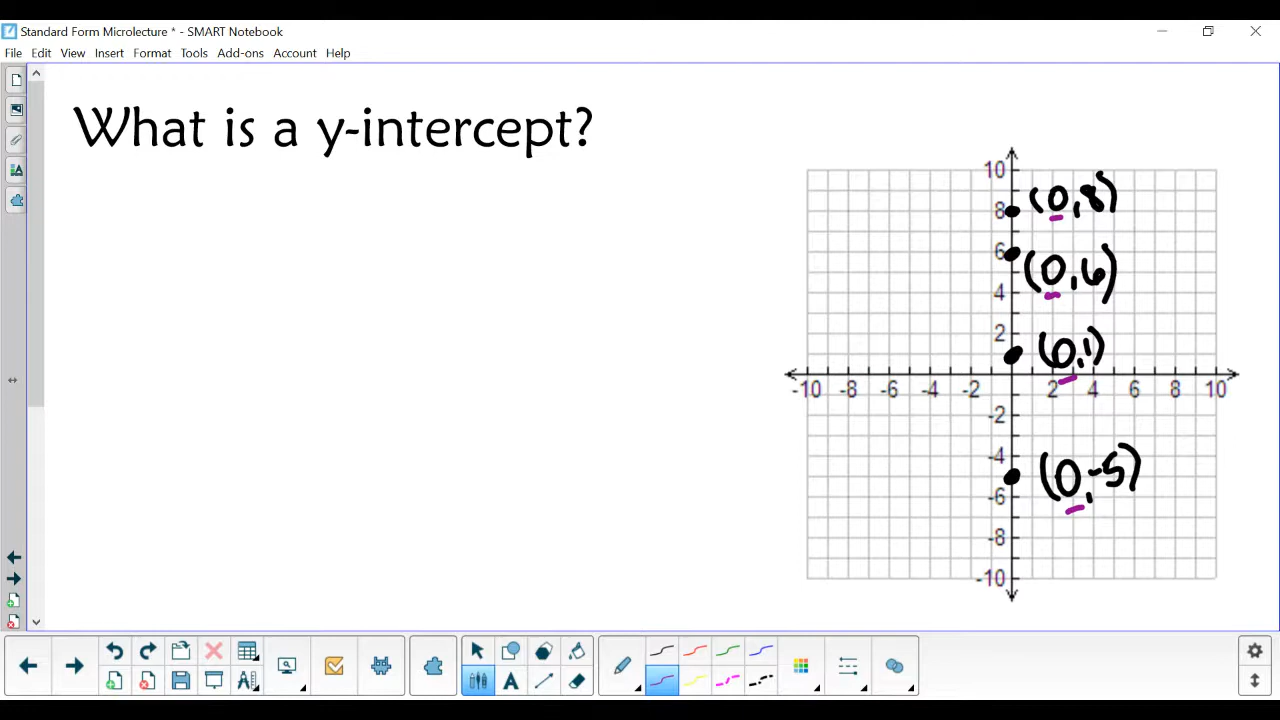 Standard Form Microlecture * - SMART Notebook
File Edit View Insert Format Tools Add-ons Account Help
What is a y-intercept?
10
8 (0,8)
6 (0,6)
4
2 (0,1)
-10 -8 -6 -4 -2 2 4 6 8 10
-2
-4 (0,-5)
-6
-8
-10
A